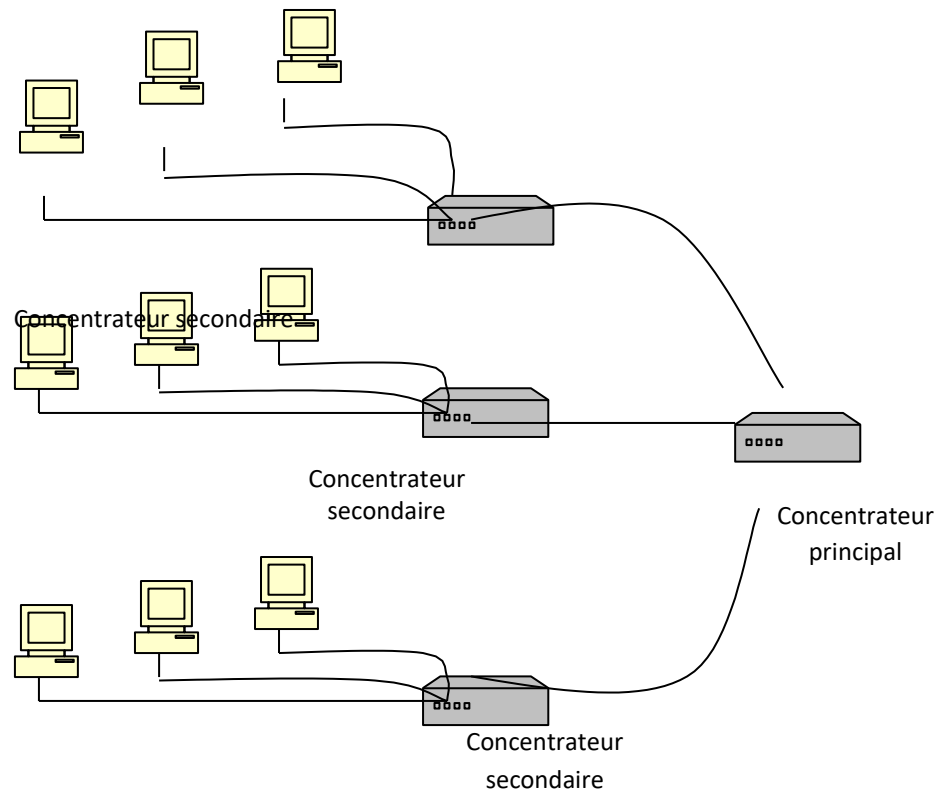 Concentrateur secondaire
Concentrateur
secondaire
Concentrateur
principal
Concentrateur
secondaire